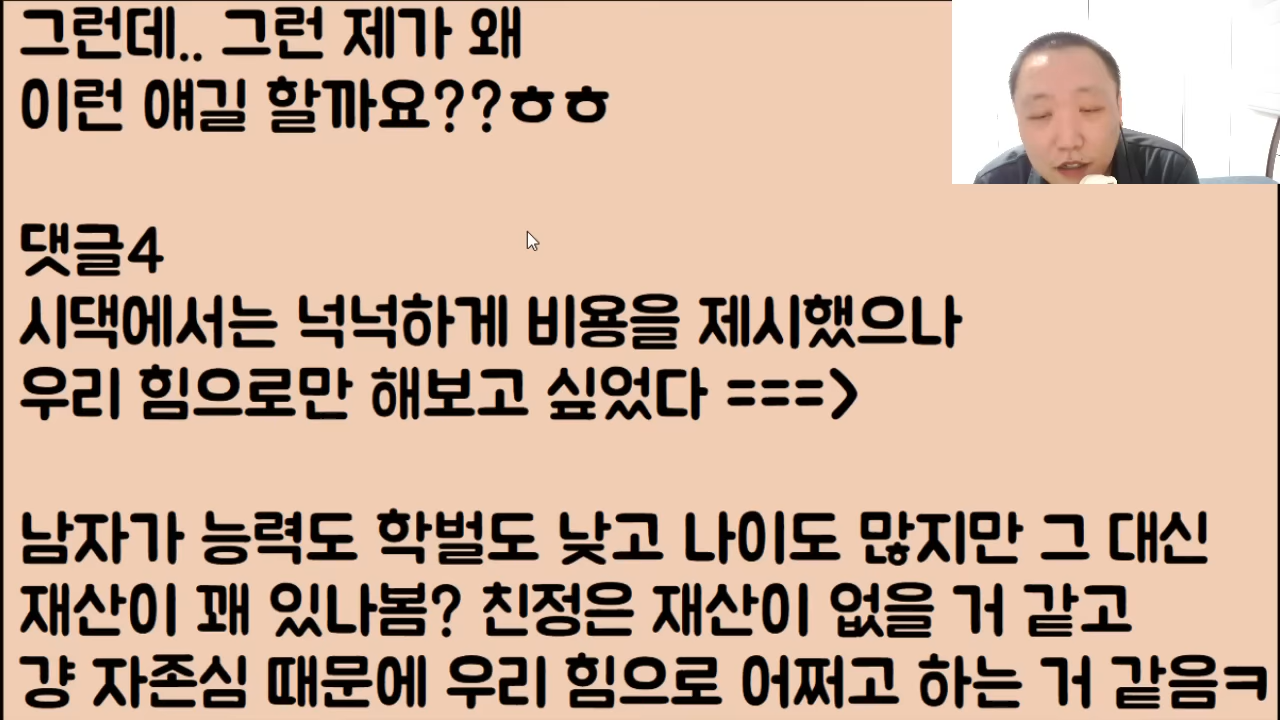 그런데.. 그런 제가 왜
이런 얘길 할까요??ㅎㅎ
댓글4
시댁에서는 넉넉하게 비용을 제시했으나
우리 힘으로만 해보고 싶었다 ===>
남자가 능력도 학벌도 낮고 나이도 많지만 그 대신
재산이 꽤 있나봄? 친정은 재산이 없을 거 같고
걍 자존심 때문에 우리 힘으로 어쩌고 하는 거 같음ㅋ